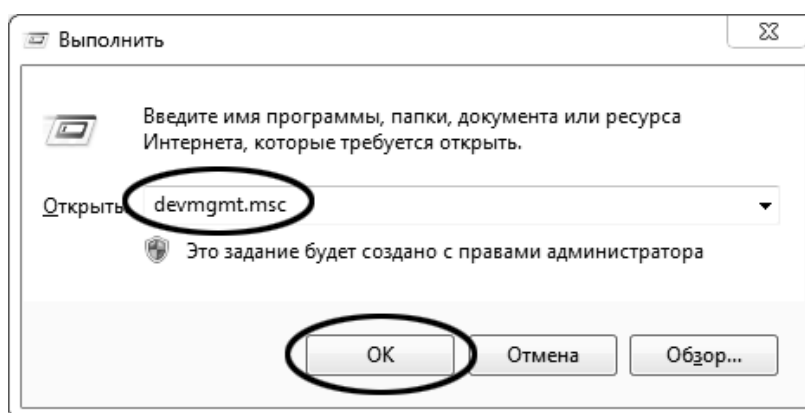 Выполнить
Введите имя программы, папки, документа или ресурса
Интернета, которые требуется открыть.
Открыть devmgmt.msc
Это задание будет создано с правами администратора
ОК Отмена Обзор...